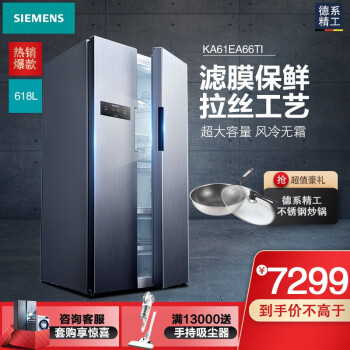 SIEMENS
德系
精工
热销
爆款
618L
KA61EA66TI
滤膜保鲜
拉丝工艺
超大容量 风冷无霜
抢 超值豪礼
德系精工
不锈钢炒锅
¥7299
到手价不高于
咨询客服
套购享惊喜
满13000送
手持吸尘器